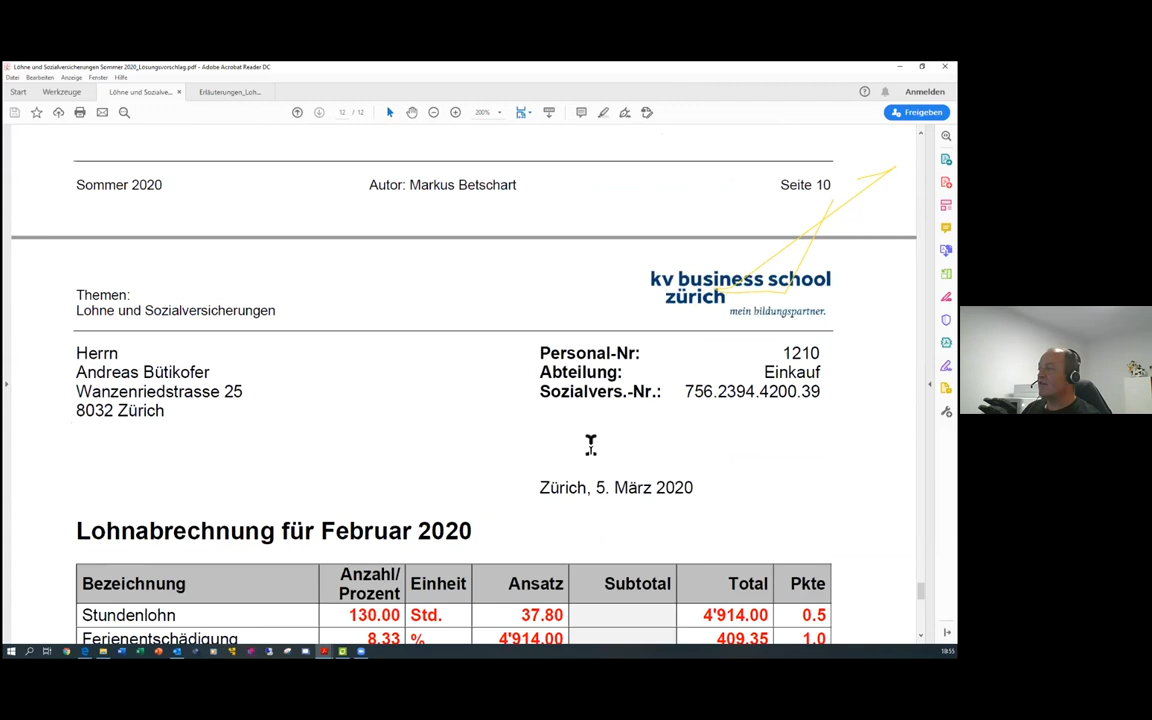 Löhne und Sozialversicherungen Sommer 2020_Lösungsvorschlag.pdf - Adobe Acrobat Reader DC
Datei Bearbeiten Anzeige Fenster Hilfe
Start Werkzeuge Löhne und Sozialve... × Erläuterungen_Loh... Anmelden
12 / 12 200% Freigeben
Sommer 2020 Autor: Markus Betschart Seite 10
kv business school
zürich
mein bildungspartner.
Themen:
Lohne und Sozialversicherungen
Herrn Personal-Nr: 1210
Andreas Bütikofer Abteilung: Einkauf
Wanzenriedstrasse 25 Sozialvers.-Nr.: 756.2394.4200.39
8032 Zürich
Zürich, 5. März 2020
Lohnabrechnung für Februar 2020
Bezeichnung Anzahl/ Prozent Einheit Ansatz Subtotal Total Pkte
Stundenlohn 130.00 Std. 37.80 4'914.00 0.5
Ferienentschädigung 8.33 % 4'914.00 409.35 1.0
18:55